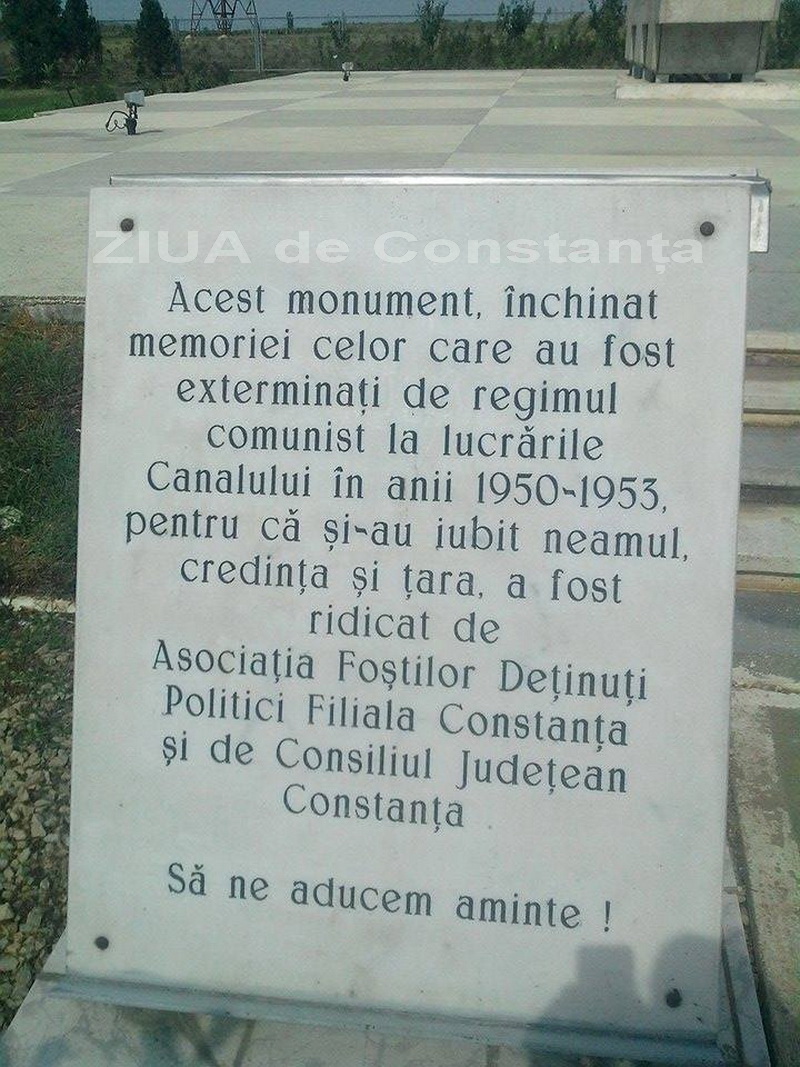 ZIUA de Constanța
Acest monument, închinat
memoriei celor care au fost
exterminați de regimul
comunist la lucrările
Canalului în anii 1950-1953,
pentru că și-au iubit neamul,
credința și țara, a fost
ridicat de
Asociația Foștilor Deținuți
Politici Filiala Constanța
și de Consiliul Județean
Constanța
Să ne aducem aminte !